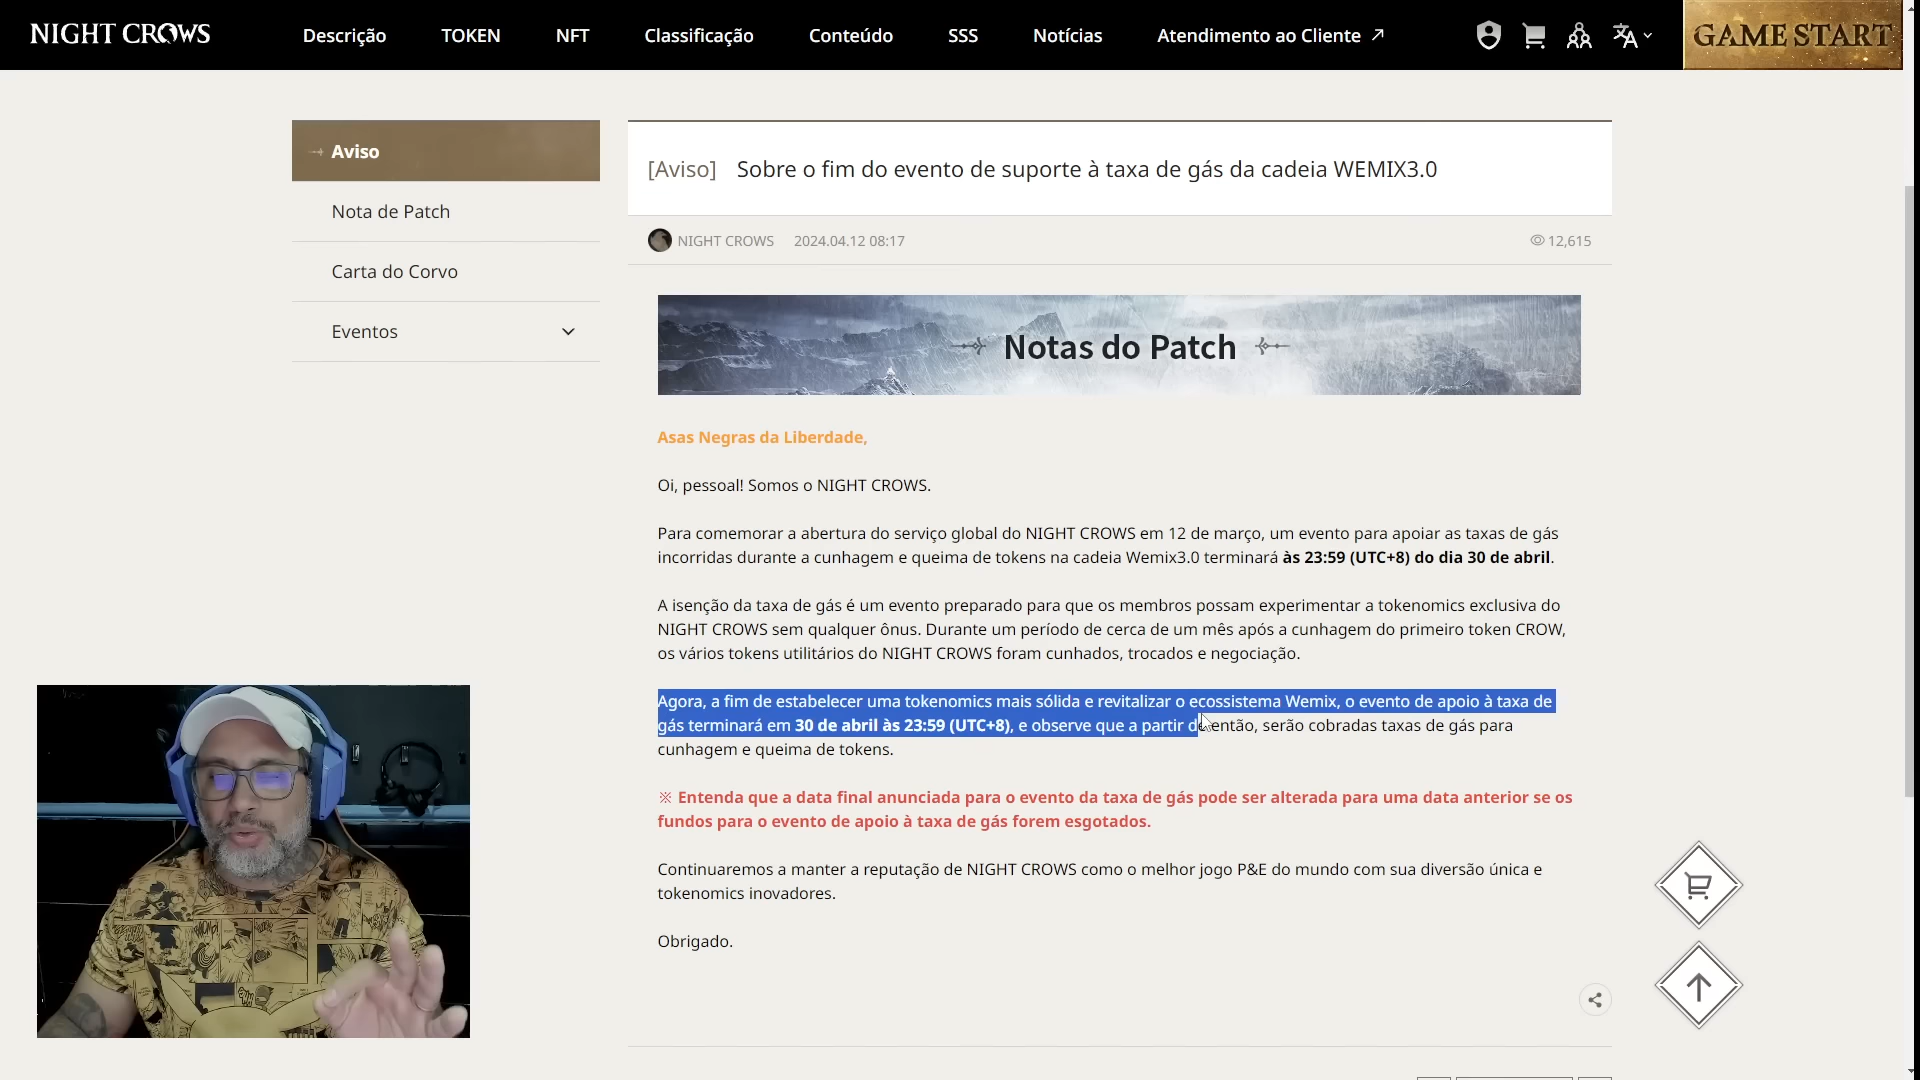 NIGHT CROWS
Descrição TOKEN NFT Classificação Conteúdo SSS Notícias Atendimento ao Cliente
GAME START
Aviso
Nota de Patch
Carta do Corvo
Eventos
[Aviso] Sobre o fim do evento de suporte à taxa de gás da cadeia WEMIX3.0
NIGHT CROWS 2024.04.12 08:17 12,615
Notas do Patch
Asas Negras da Liberdade,
Oi, pessoal! Somos o NIGHT CROWS.
Para comemorar a abertura do serviço global do NIGHT CROWS em 12 de março, um evento para apoiar as taxas de gás
incorridas durante a cunhagem e queima de tokens na cadeia Wemix3.0 terminará às 23:59 (UTC+8) do dia 30 de abril.
A isenção da taxa de gás é um evento preparado para que os membros possam experimentar a tokenomics exclusiva do
NIGHT CROWS sem qualquer ônus. Durante um período de cerca de um mês após a cunhagem do primeiro token CROW,
os vários tokens utilitários do NIGHT CROWS foram cunhados, trocados e negociação.
Agora, a fim de estabelecer uma tokenomics mais sólida e revitalizar o ecossistema Wemix, o evento de apoio à taxa de
gás terminará em 30 de abril às 23:59 (UTC+8), e observe que a partir de então, serão cobradas taxas de gás para
cunhagem e queima de tokens.
※ Entenda que a data final anunciada para o evento da taxa de gás pode ser alterada para uma data anterior se os
fundos para o evento de apoio à taxa de gás forem esgotados.
Continuaremos a manter a reputação de NIGHT CROWS como o melhor jogo P&E do mundo com sua diversão única e
tokenomics inovadores.
Obrigado.